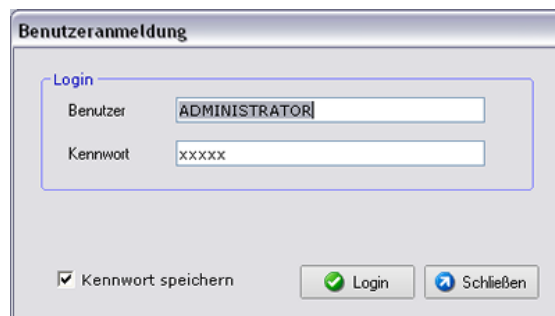 Benutzeranmeldung
Login
Benutzer ADMINISTRATOR
Kennwort xxxxx
Kennwort speichern Login Schließen